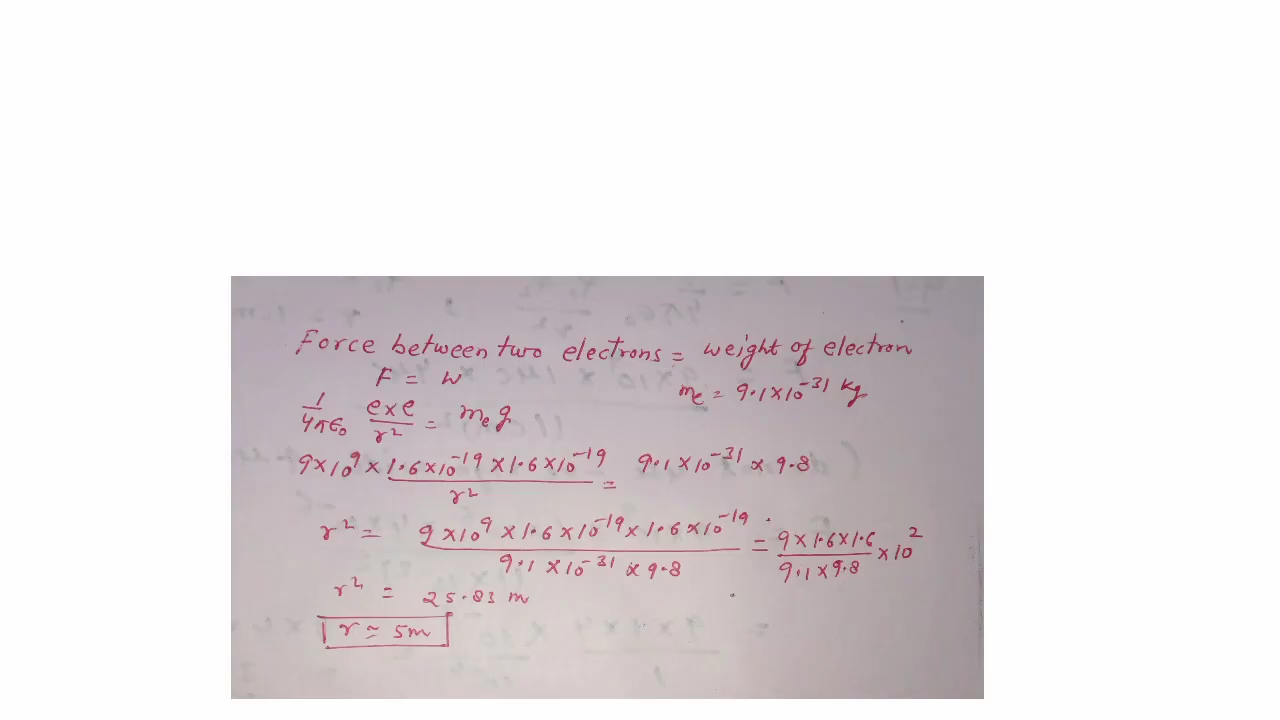 Force between two electrons = weight of electron
F = W
mₑ = 9.1×10⁻³¹ kg
1/4πε₀ e×e/r² = mₑg
9×10⁹ × 1.6×10⁻¹⁹ × 1.6×10⁻¹⁹ / r² = 9.1×10⁻³¹ × 9.8
r² = 9×10⁹ × 1.6×10⁻¹⁹ × 1.6×10⁻¹⁹ / 9.1×10⁻³¹ × 9.8 = 9×1.6×1.6 / 9.1×9.8 ×10²
r² = 25.83 m
r ≃ 5m